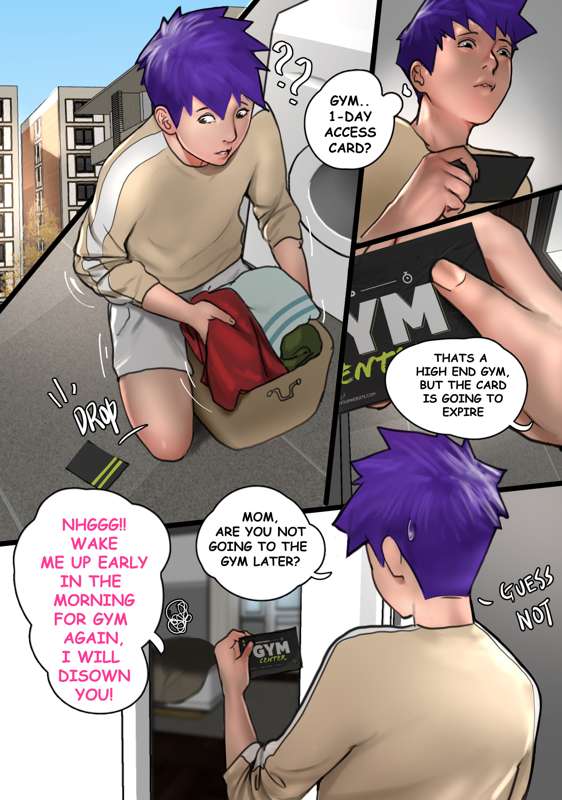 ??
GYM..
1-DAY
ACCESS
CARD?
GYM
CENTER
THATS A
HIGH END GYM,
BUT THE CARD
IS GOING TO
EXPIRE
DROP
MOM,
ARE YOU NOT
GOING TO THE
GYM LATER?
NHGGG!!
WAKE
ME UP EARLY
IN THE
MORNING
FOR GYM
AGAIN,
I WILL
DISOWN
YOU!
GUESS
NOT
GYM
CENTER